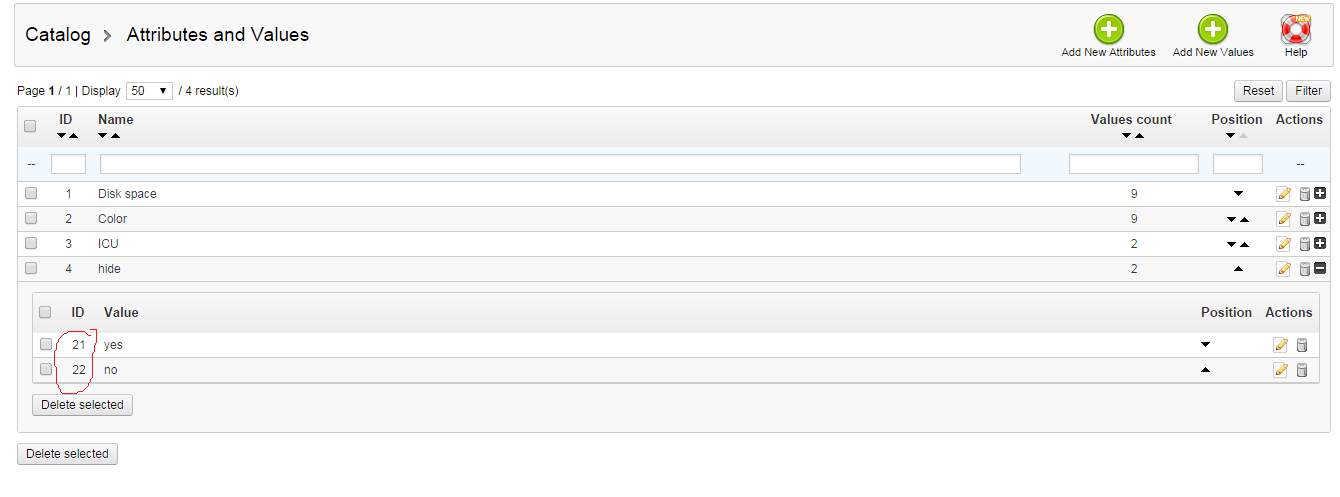 Catalog > Attributes and Values
Add New Attributes Add New Values Help
NEW
Page 1 / 1 | Display 50 / 4 result(s) Reset Filter
ID Name Values count Position Actions
-- --
1 Disk space 9
2 Color 9
3 ICU 2
4 hide 2
ID Value Position Actions
21 yes
22 no
Delete selected
Delete selected